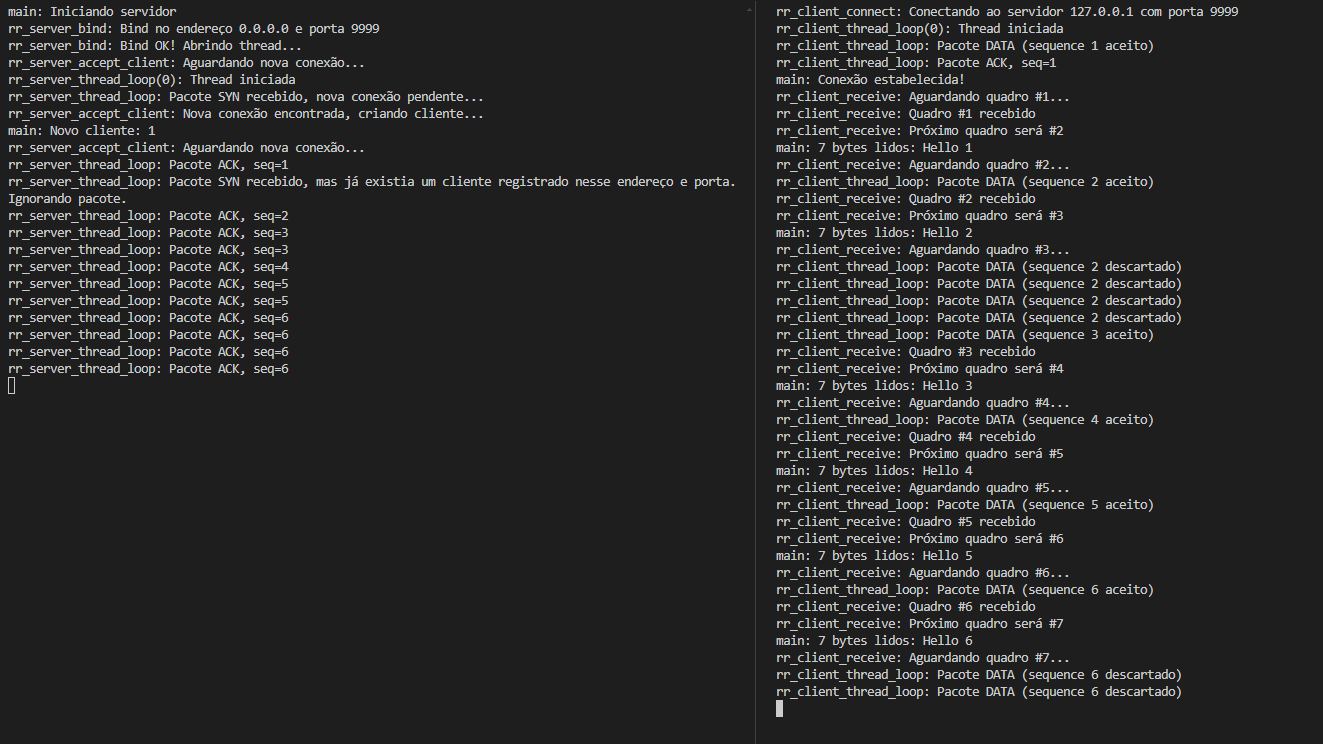 main: Iniciando servidor
rr_server_bind: Bind no endereço 0.0.0.0 e porta 9999
rr_server_bind: Bind OK! Abrindo thread...
rr_server_accept_client: Aguardando nova conexão...
rr_server_thread_loop(0): Thread iniciada
rr_server_thread_loop: Pacote SYN recebido, nova conexão pendente...
rr_server_accept_client: Nova conexão encontrada, criando cliente...
main: Novo cliente: 1
rr_server_accept_client: Aguardando nova conexão...
rr_server_thread_loop: Pacote ACK, seq=1
rr_server_thread_loop: Pacote SYN recebido, mas já existia um cliente registrado nesse endereço e porta.
Ignorando pacote.
rr_server_thread_loop: Pacote ACK, seq=2
rr_server_thread_loop: Pacote ACK, seq=3
rr_server_thread_loop: Pacote ACK, seq=3
rr_server_thread_loop: Pacote ACK, seq=4
rr_server_thread_loop: Pacote ACK, seq=5
rr_server_thread_loop: Pacote ACK, seq=5
rr_server_thread_loop: Pacote ACK, seq=6
rr_server_thread_loop: Pacote ACK, seq=6
rr_server_thread_loop: Pacote ACK, seq=6
rr_server_thread_loop: Pacote ACK, seq=6
rr_client_connect: Conectando ao servidor 127.0.0.1 com porta 9999
rr_client_thread_loop(0): Thread iniciada
rr_client_thread_loop: Pacote DATA (sequence 1 aceito)
rr_client_thread_loop: Pacote ACK, seq=1
main: Conexão estabelecida!
rr_client_receive: Aguardando quadro #1...
rr_client_receive: Quadro #1 recebido
rr_client_receive: Próximo quadro será #2
main: 7 bytes lidos: Hello 1
rr_client_receive: Aguardando quadro #2...
rr_client_thread_loop: Pacote DATA (sequence 2 aceito)
rr_client_receive: Quadro #2 recebido
rr_client_receive: Próximo quadro será #3
main: 7 bytes lidos: Hello 2
rr_client_receive: Aguardando quadro #3...
rr_client_thread_loop: Pacote DATA (sequence 2 descartado)
rr_client_thread_loop: Pacote DATA (sequence 2 descartado)
rr_client_thread_loop: Pacote DATA (sequence 2 descartado)
rr_client_thread_loop: Pacote DATA (sequence 2 descartado)
rr_client_thread_loop: Pacote DATA (sequence 3 aceito)
rr_client_receive: Quadro #3 recebido
rr_client_receive: Próximo quadro será #4
main: 7 bytes lidos: Hello 3
rr_client_receive: Aguardando quadro #4...
rr_client_thread_loop: Pacote DATA (sequence 4 aceito)
rr_client_receive: Quadro #4 recebido
rr_client_receive: Próximo quadro será #5
main: 7 bytes lidos: Hello 4
rr_client_receive: Aguardando quadro #5...
rr_client_thread_loop: Pacote DATA (sequence 5 aceito)
rr_client_receive: Quadro #5 recebido
rr_client_receive: Próximo quadro será #6
main: 7 bytes lidos: Hello 5
rr_client_receive: Aguardando quadro #6...
rr_client_thread_loop: Pacote DATA (sequence 6 aceito)
rr_client_receive: Quadro #6 recebido
rr_client_receive: Próximo quadro será #7
main: 7 bytes lidos: Hello 6
rr_client_receive: Aguardando quadro #7...
rr_client_thread_loop: Pacote DATA (sequence 6 descartado)
rr_client_thread_loop: Pacote DATA (sequence 6 descartado)